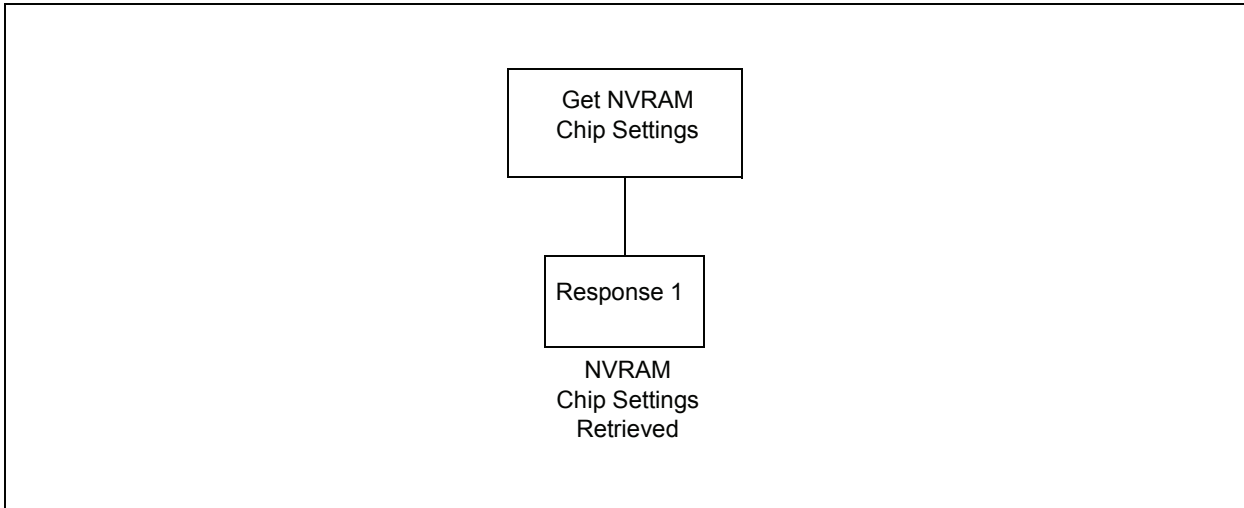 Get NVRAM
Chip Settings
Response 1
NVRAM
Chip Settings
Retrieved